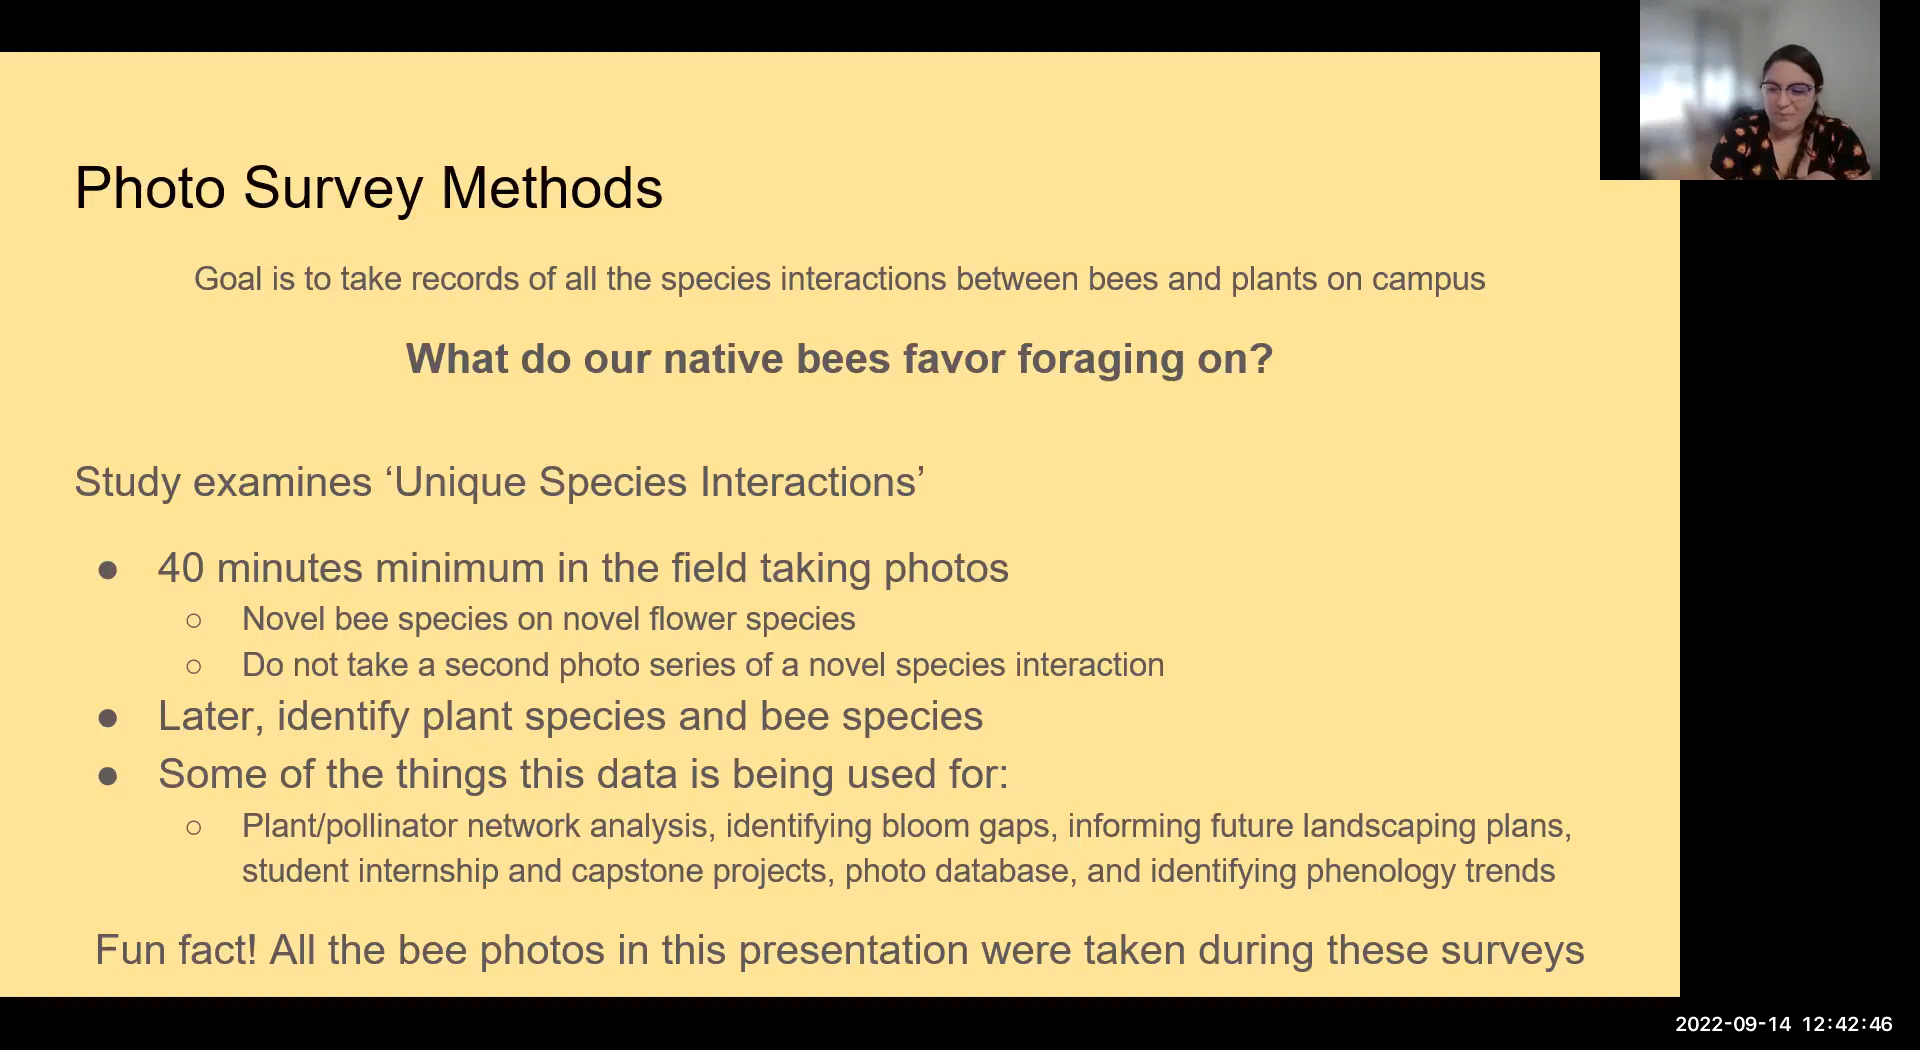 Photo Survey Methods
Goal is to take records of all the species interactions between bees and plants on campus
What do our native bees favor foraging on?
Study examines ‘Unique Species Interactions’
● 40 minutes minimum in the field taking photos
○ Novel bee species on novel flower species
○ Do not take a second photo series of a novel species interaction
● Later, identify plant species and bee species
● Some of the things this data is being used for:
○ Plant/pollinator network analysis, identifying bloom gaps, informing future landscaping plans,
student internship and capstone projects, photo database, and identifying phenology trends
Fun fact! All the bee photos in this presentation were taken during these surveys
2022-09-14 12:42:46